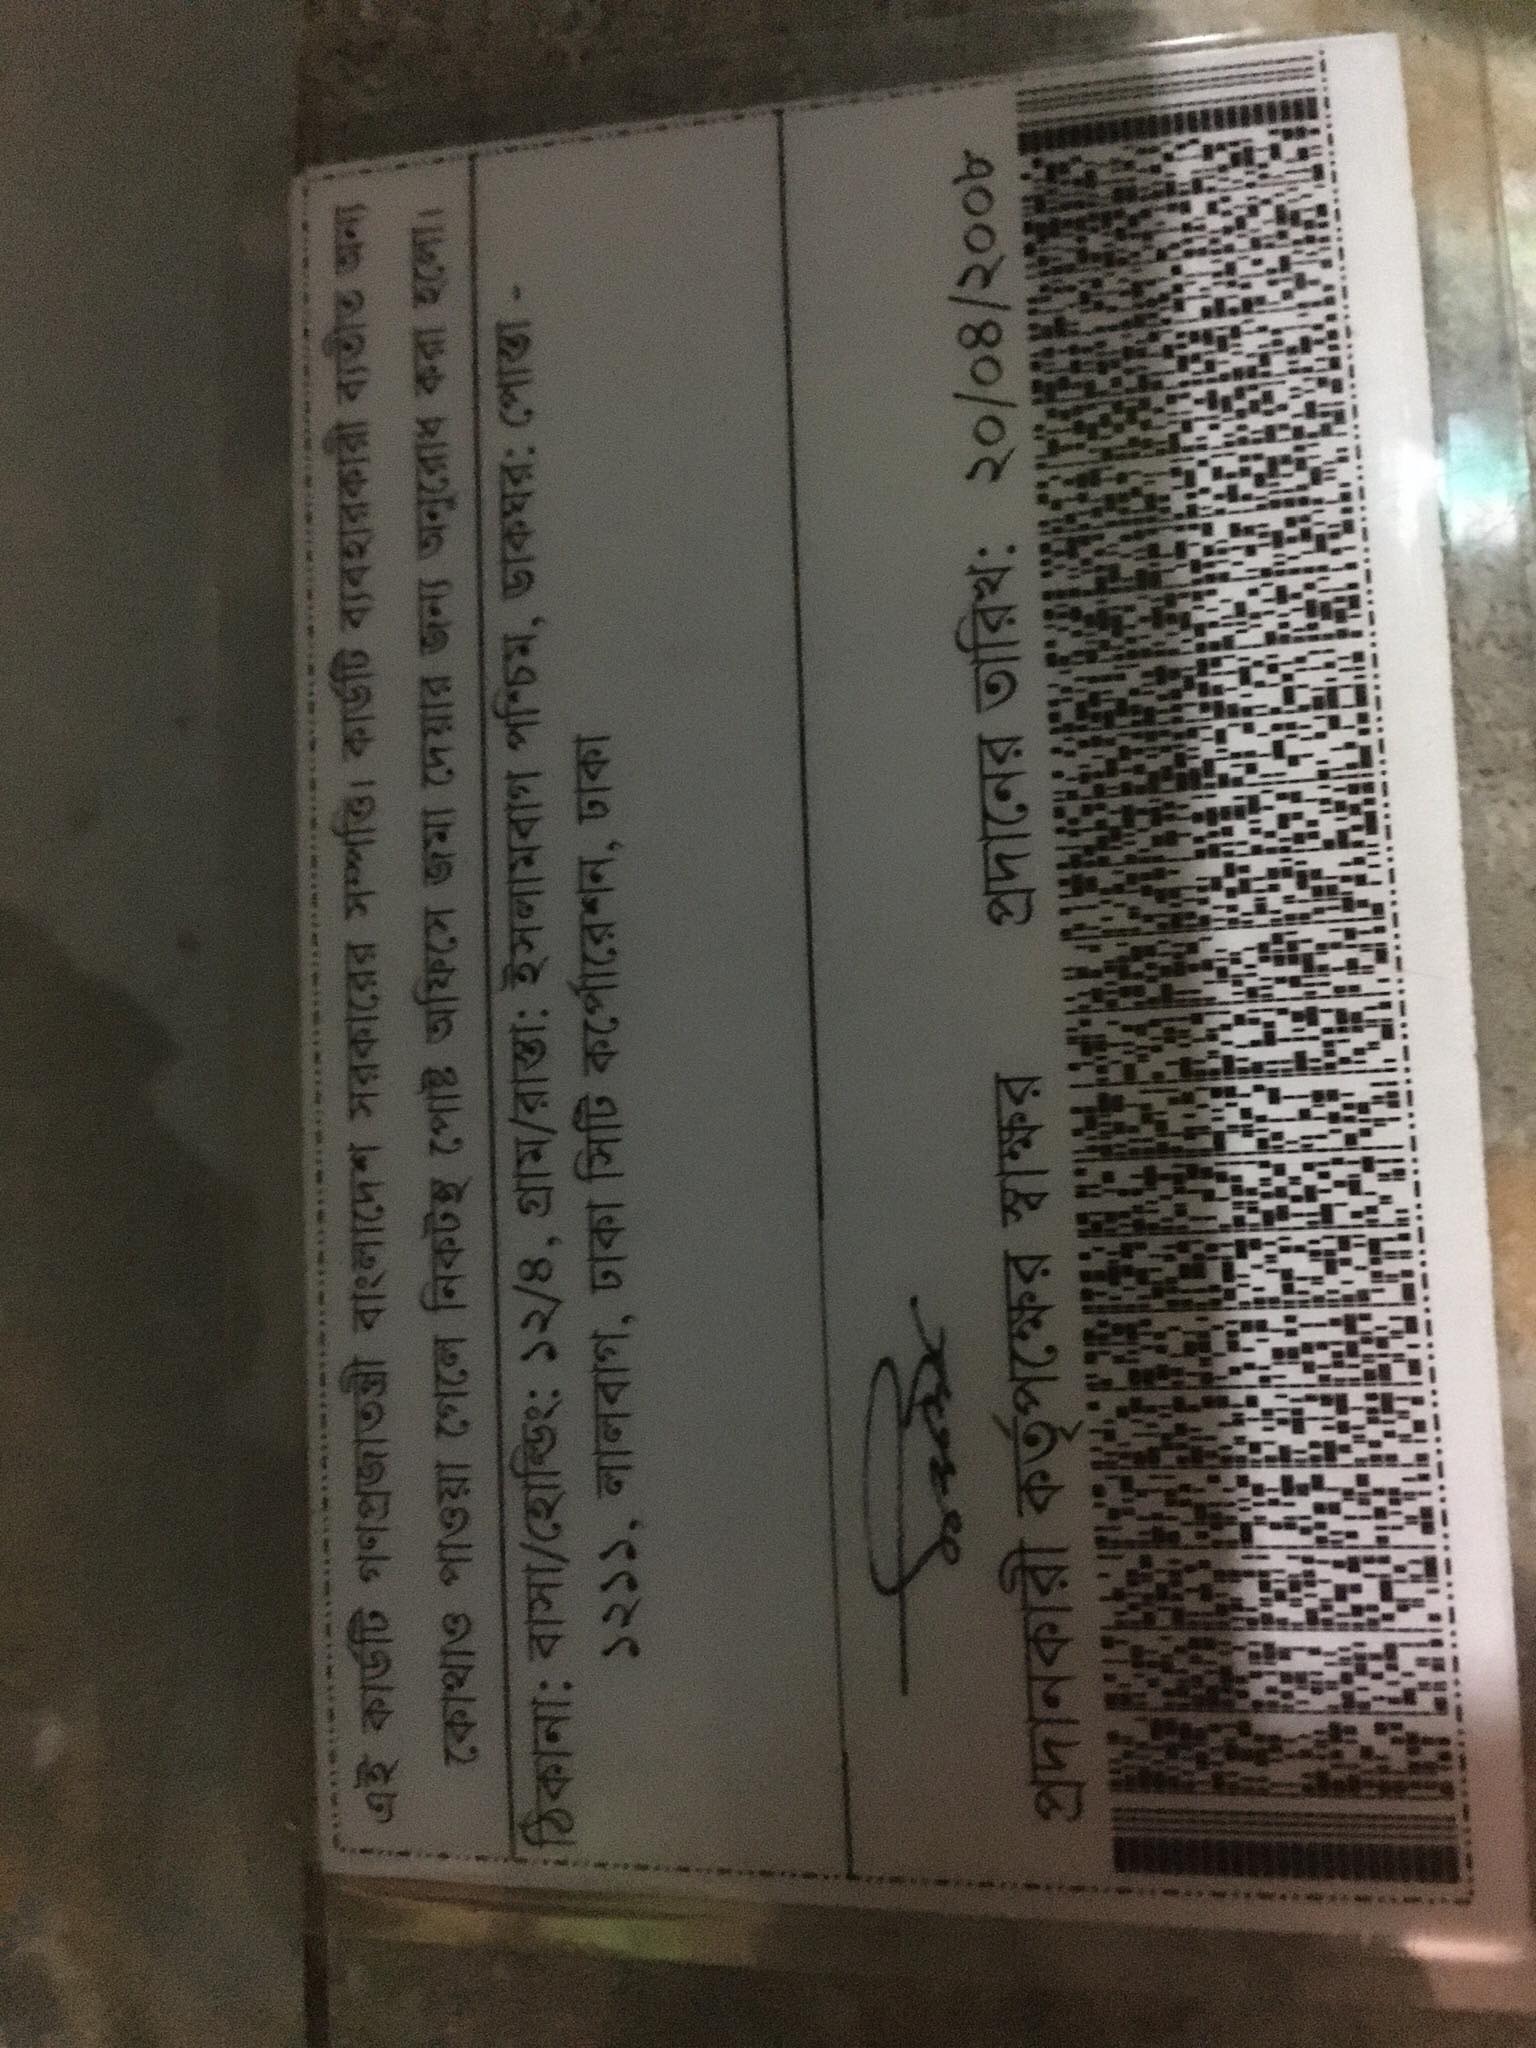 এই কার্ডটি গণপ্রজাতন্ত্রী বাংলাদেশ সরকারের সম্পত্তি। কার্ডটি ব্যবহারকারী ব্যতীত অন্য
কোথাও পাওয়া গেলে নিকটস্থ পোষ্ট অফিসে জমা দেয়ার জন্য অনুরোধ করা হলো।
ঠিকানা: বাসা/হোল্ডিং: ১২/৪, গ্রাম/রাস্তা: ইসলামবাগ পশ্চিম, ডাকঘর: পোস্তা -
১২১১, লালবাগ, ঢাকা সিটি কর্পোরেশন, ঢাকা
প্রদানকারী কর্তৃপক্ষের স্বাক্ষর প্রদানের তারিখ: ২০/০৪/২০০৮